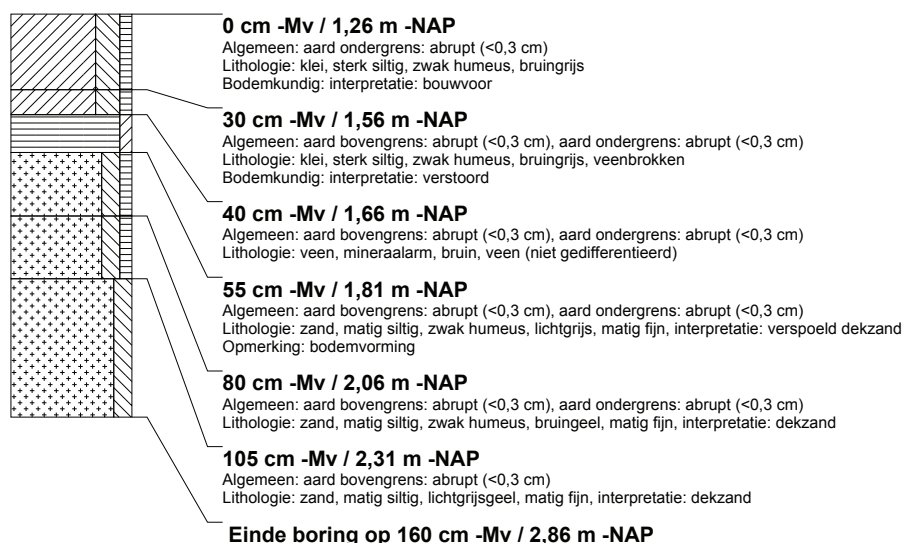 0 cm -Mv / 1,26 m -NAP
Algemeen: aard ondergrens: abrupt (<0,3 cm)
Lithologie: klei, sterk siltig, zwak humeus, bruingrijs
Bodemkundig: interpretatie: bouwvoor
30 cm -Mv / 1,56 m -NAP
Algemeen: aard bovengrens: abrupt (<0,3 cm), aard ondergrens: abrupt (<0,3 cm)
Lithologie: klei, sterk siltig, zwak humeus, bruingrijs, veenbrokken
Bodemkundig: interpretatie: verstoord
40 cm -Mv / 1,66 m -NAP
Algemeen: aard bovengrens: abrupt (<0,3 cm), aard ondergrens: abrupt (<0,3 cm)
Lithologie: veen, mineraalarm, bruin, veen (niet gedifferentieerd)
55 cm -Mv / 1,81 m -NAP
Algemeen: aard bovengrens: abrupt (<0,3 cm), aard ondergrens: abrupt (<0,3 cm)
Lithologie: zand, matig siltig, zwak humeus, lichtgrijs, matig fijn, interpretatie: verspoeld dekzand
Opmerking: bodemvorming
80 cm -Mv / 2,06 m -NAP
Algemeen: aard bovengrens: abrupt (<0,3 cm), aard ondergrens: abrupt (<0,3 cm)
Lithologie: zand, matig siltig, zwak humeus, bruingeel, matig fijn, interpretatie: dekzand
105 cm -Mv / 2,31 m -NAP
Algemeen: aard bovengrens: abrupt (<0,3 cm)
Lithologie: zand, matig siltig, lichtgrijsgeel, matig fijn, interpretatie: dekzand
Einde boring op 160 cm -Mv / 2,86 m -NAP